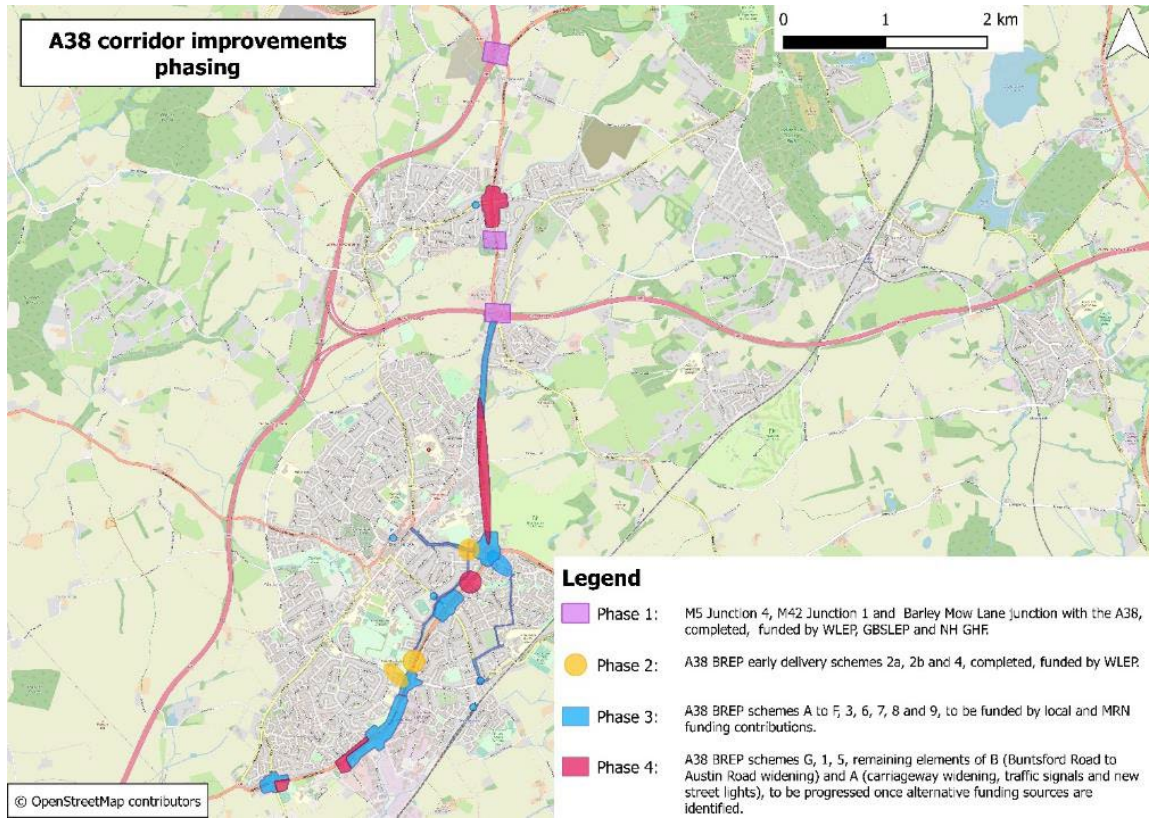 A38 corridor improvements
phasing
0 1 2 km
Legend
Phase 1: M5 Junction 4, M42 Junction 1 and Barley Mow Lane junction with the A38,
completed, funded by WLEP, GBSLEP and NH GHF.
Phase 2: A38 BREP early delivery schemes 2a, 2b and 4, completed, funded by WLEP.
Phase 3: A38 BREP schemes A to F, 3, 6, 7, 8 and 9, to be funded by local and MRN
funding contributions.
Phase 4: A38 BREP schemes G, 1, 5, remaining elements of B (Buntsford Road to
Austin Road widening) and A (carriageway widening, traffic signals and new
street lights), to be progressed once alternative funding sources are
identified.
© OpenStreetMap contributors